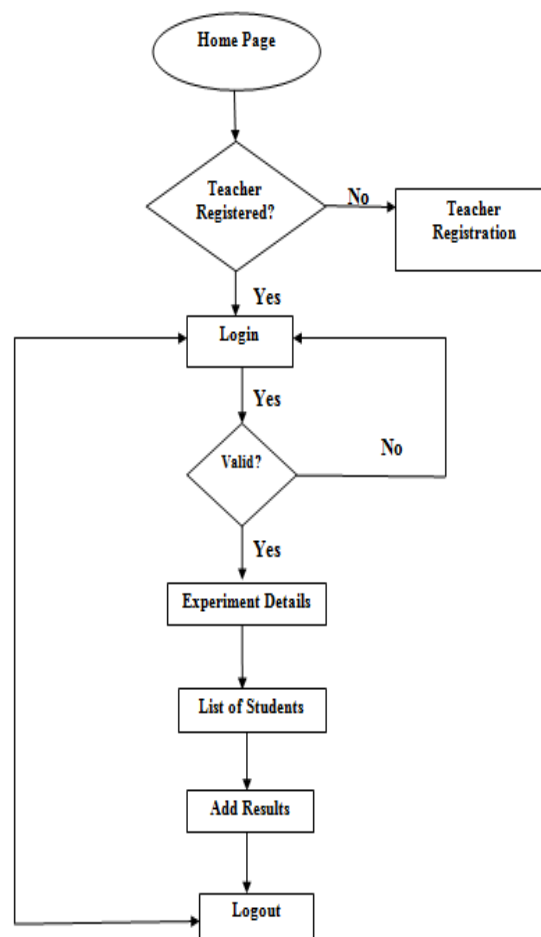 Home Page
Teacher
Registered?
No
Teacher
Registration
Yes
Login
Yes
Valid?
No
Yes
Experiment Details
List of Students
Add Results
Logout